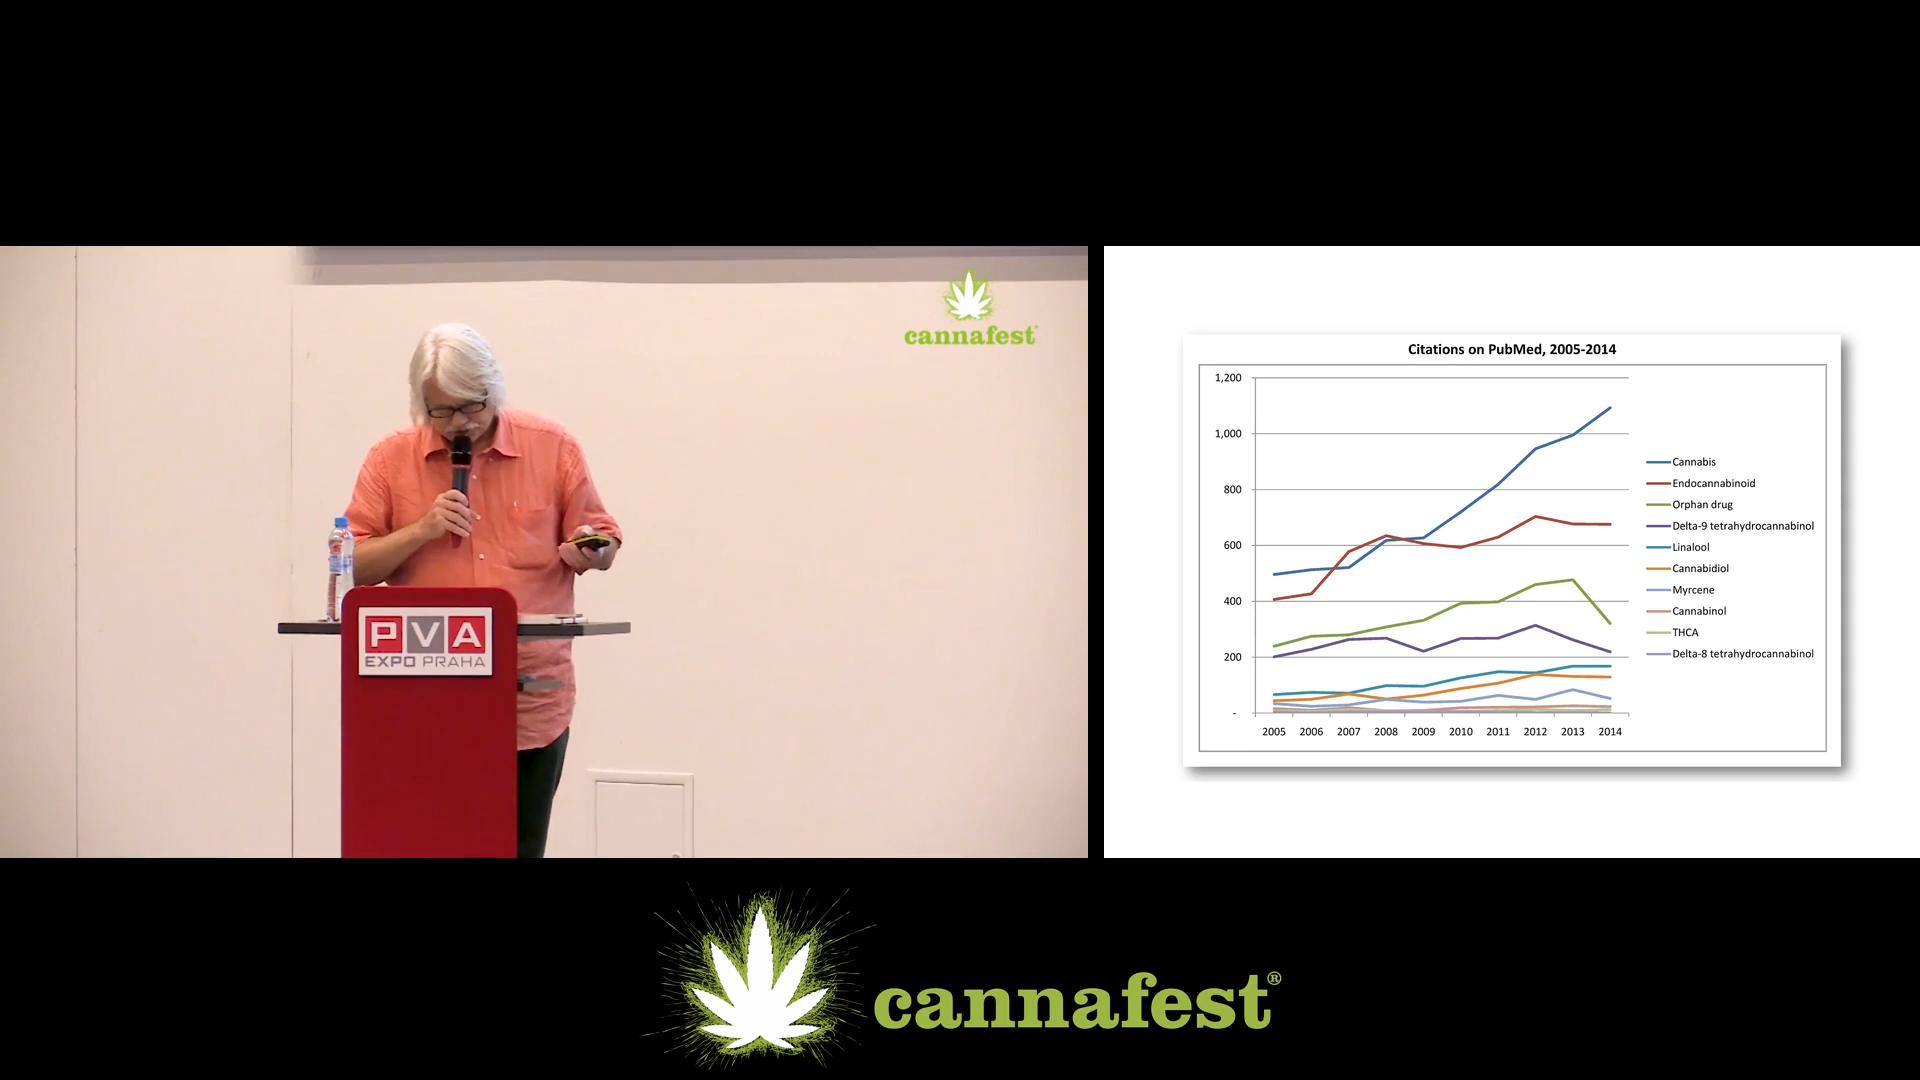 cannafest
PVA
EXPO PRAHA
Citations on PubMed, 2005-2014
1,200
1,000
800
600
400
200
-
2005 2006 2007 2008 2009 2010 2011 2012 2013 2014
Cannabis
Endocannabinoid
Orphan drug
Delta-9 tetrahydrocannabinol
Linalool
Cannabidiol
Myrcene
Cannabinol
THCA
Delta-8 tetrahydrocannabinol
cannafest®